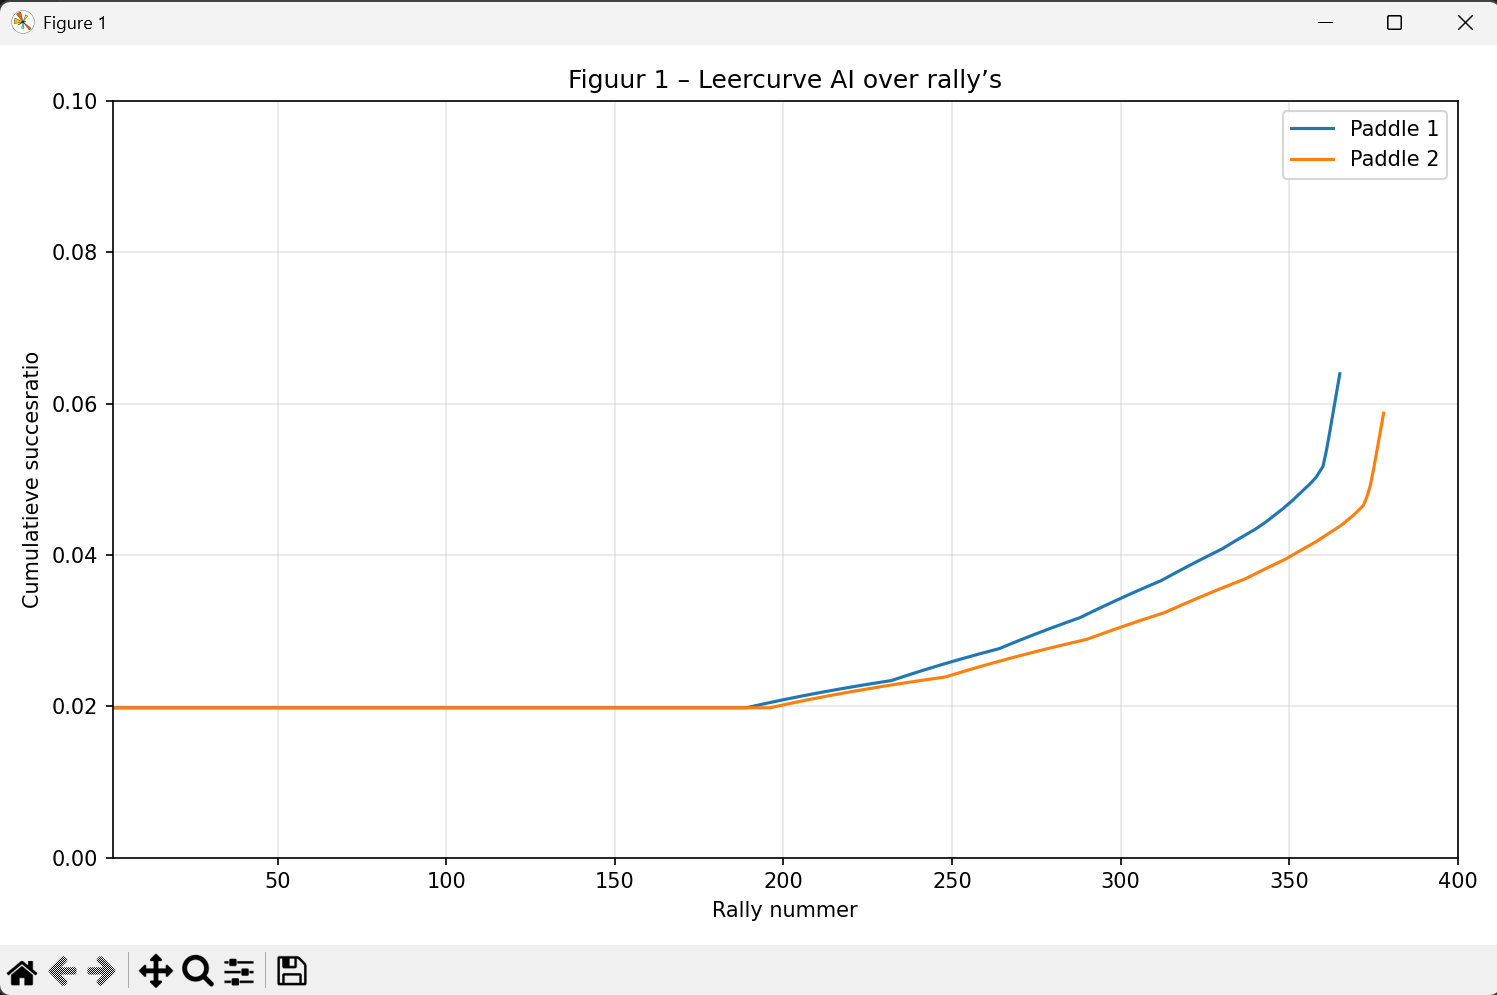 Figure 1
Figuur 1 – Leercurve AI over rally’s
Paddle 1
Paddle 2
Cumulatieve succesratio
0.10
0.08
0.06
0.04
0.02
0.00
50 100 150 200 250 300 350 400
Rally nummer